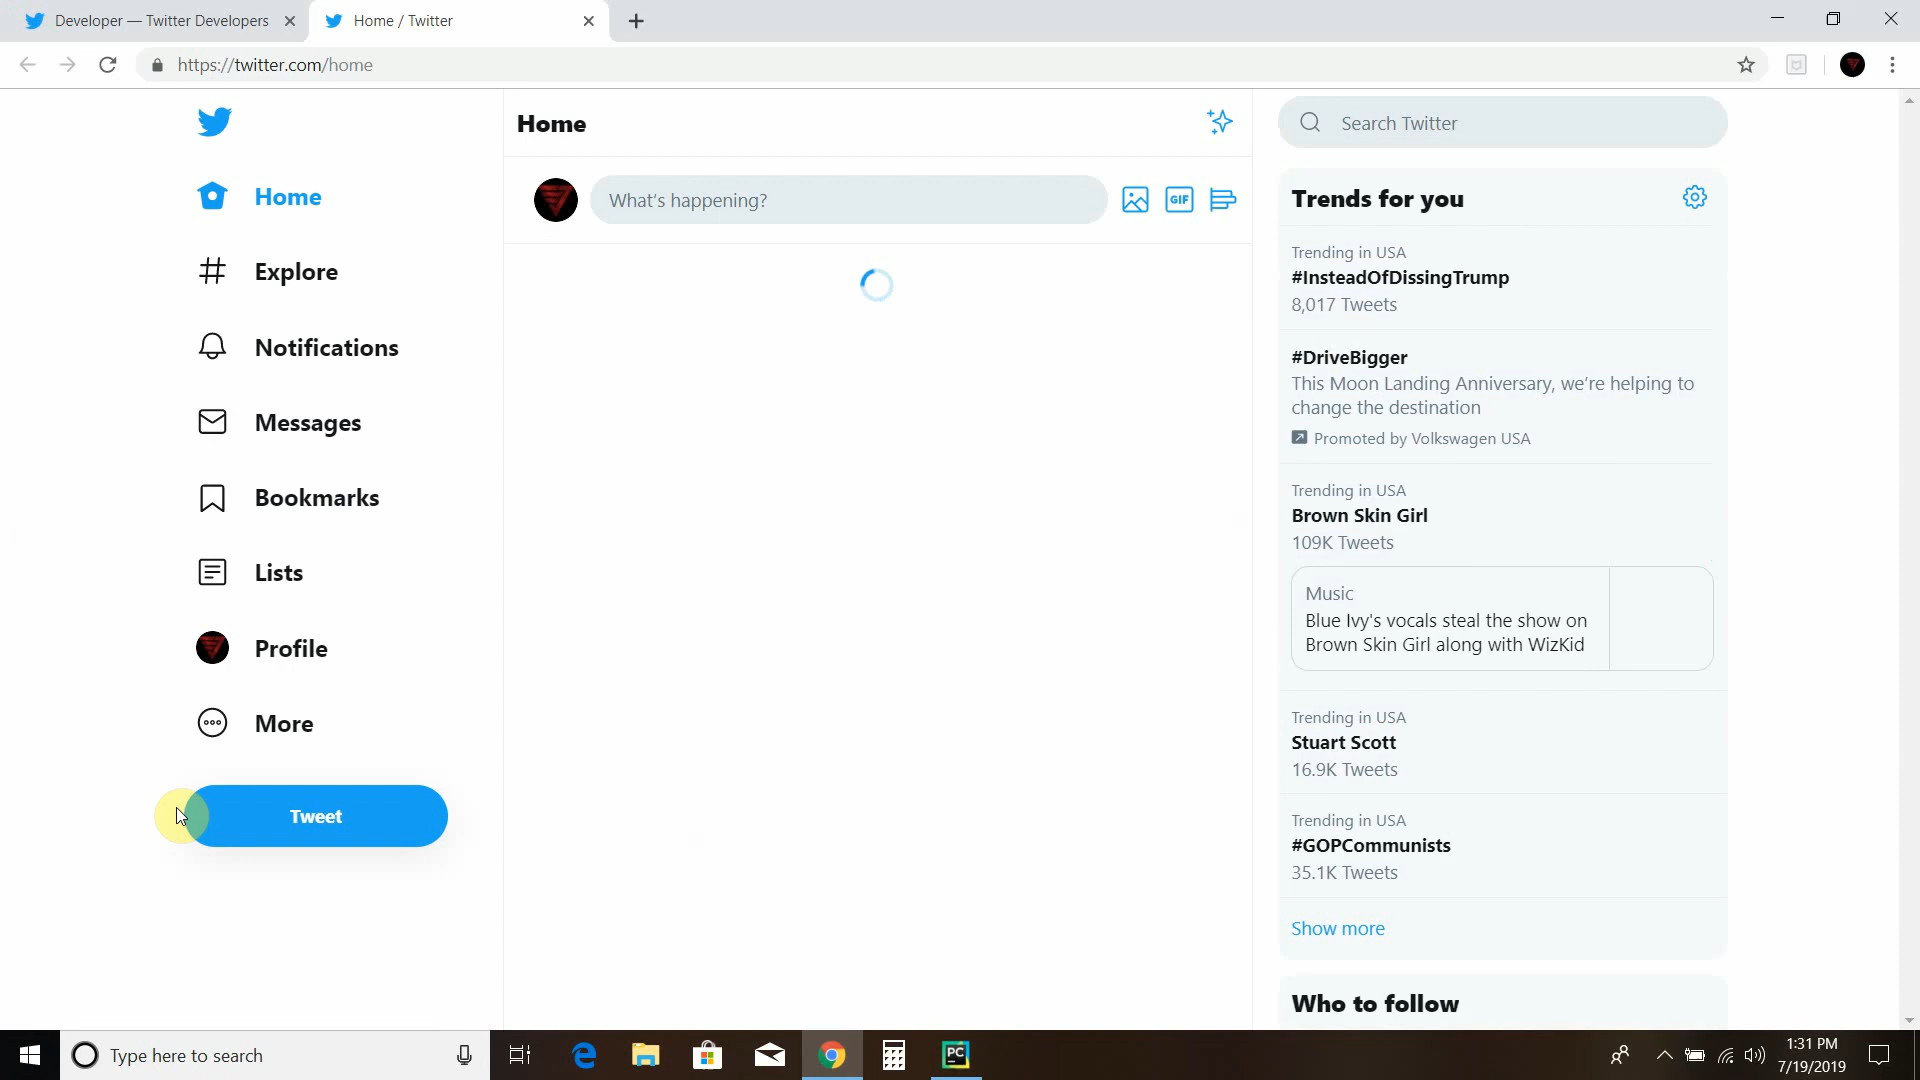 Developer — Twitter Developers
Home / Twitter
https://twitter.com/home
Home
Explore
Notifications
Messages
Bookmarks
Lists
Profile
More
Tweet
Home
What's happening?
GIF
Search Twitter
Trends for you
Trending in USA
#InsteadOfDissingTrump
8,017 Tweets
#DriveBigger
This Moon Landing Anniversary, we're helping to
change the destination
Promoted by Volkswagen USA
Trending in USA
Brown Skin Girl
109K Tweets
Music
Blue Ivy's vocals steal the show on
Brown Skin Girl along with WizKid
Trending in USA
Stuart Scott
16.9K Tweets
Trending in USA
#GOPCommunists
35.1K Tweets
Show more
Who to follow
Type here to search
PC
1:31 PM
7/19/2019